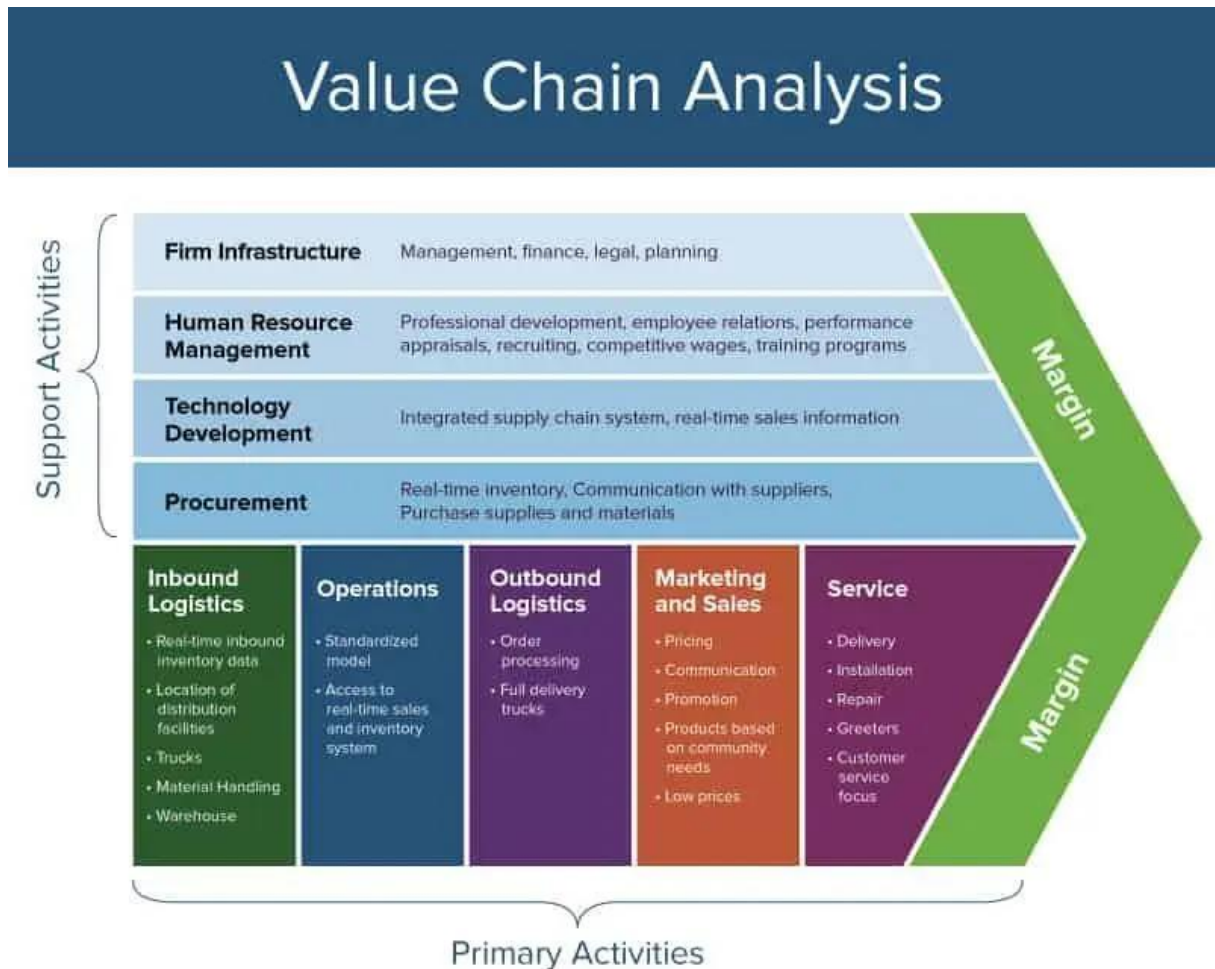 Value Chain Analysis
Support Activities
Firm Infrastructure
Management, finance, legal, planning
Human Resource
Management
Professional development, employee relations, performance
appraisals, recruiting, competitive wages, training programs
Technology
Development
Integrated supply chain system, real-time sales information
Procurement
Real-time inventory, Communication with suppliers,
Purchase supplies and materials
Margin
Inbound
Logistics
• Real-time inbound
inventory data
• Location of
distribution
facilities
• Trucks
• Material Handling
• Warehouse
Operations
• Standardized
model
• Access to
real-time sales
and inventory
system
Outbound
Logistics
• Order
processing
• Full delivery
trucks
Marketing
and Sales
• Pricing
• Communication
• Promotion
• Products based
on community
needs
• Low prices
Service
• Delivery
• Installation
• Repair
• Greeters
• Customer
service
focus
Margin
Primary Activities